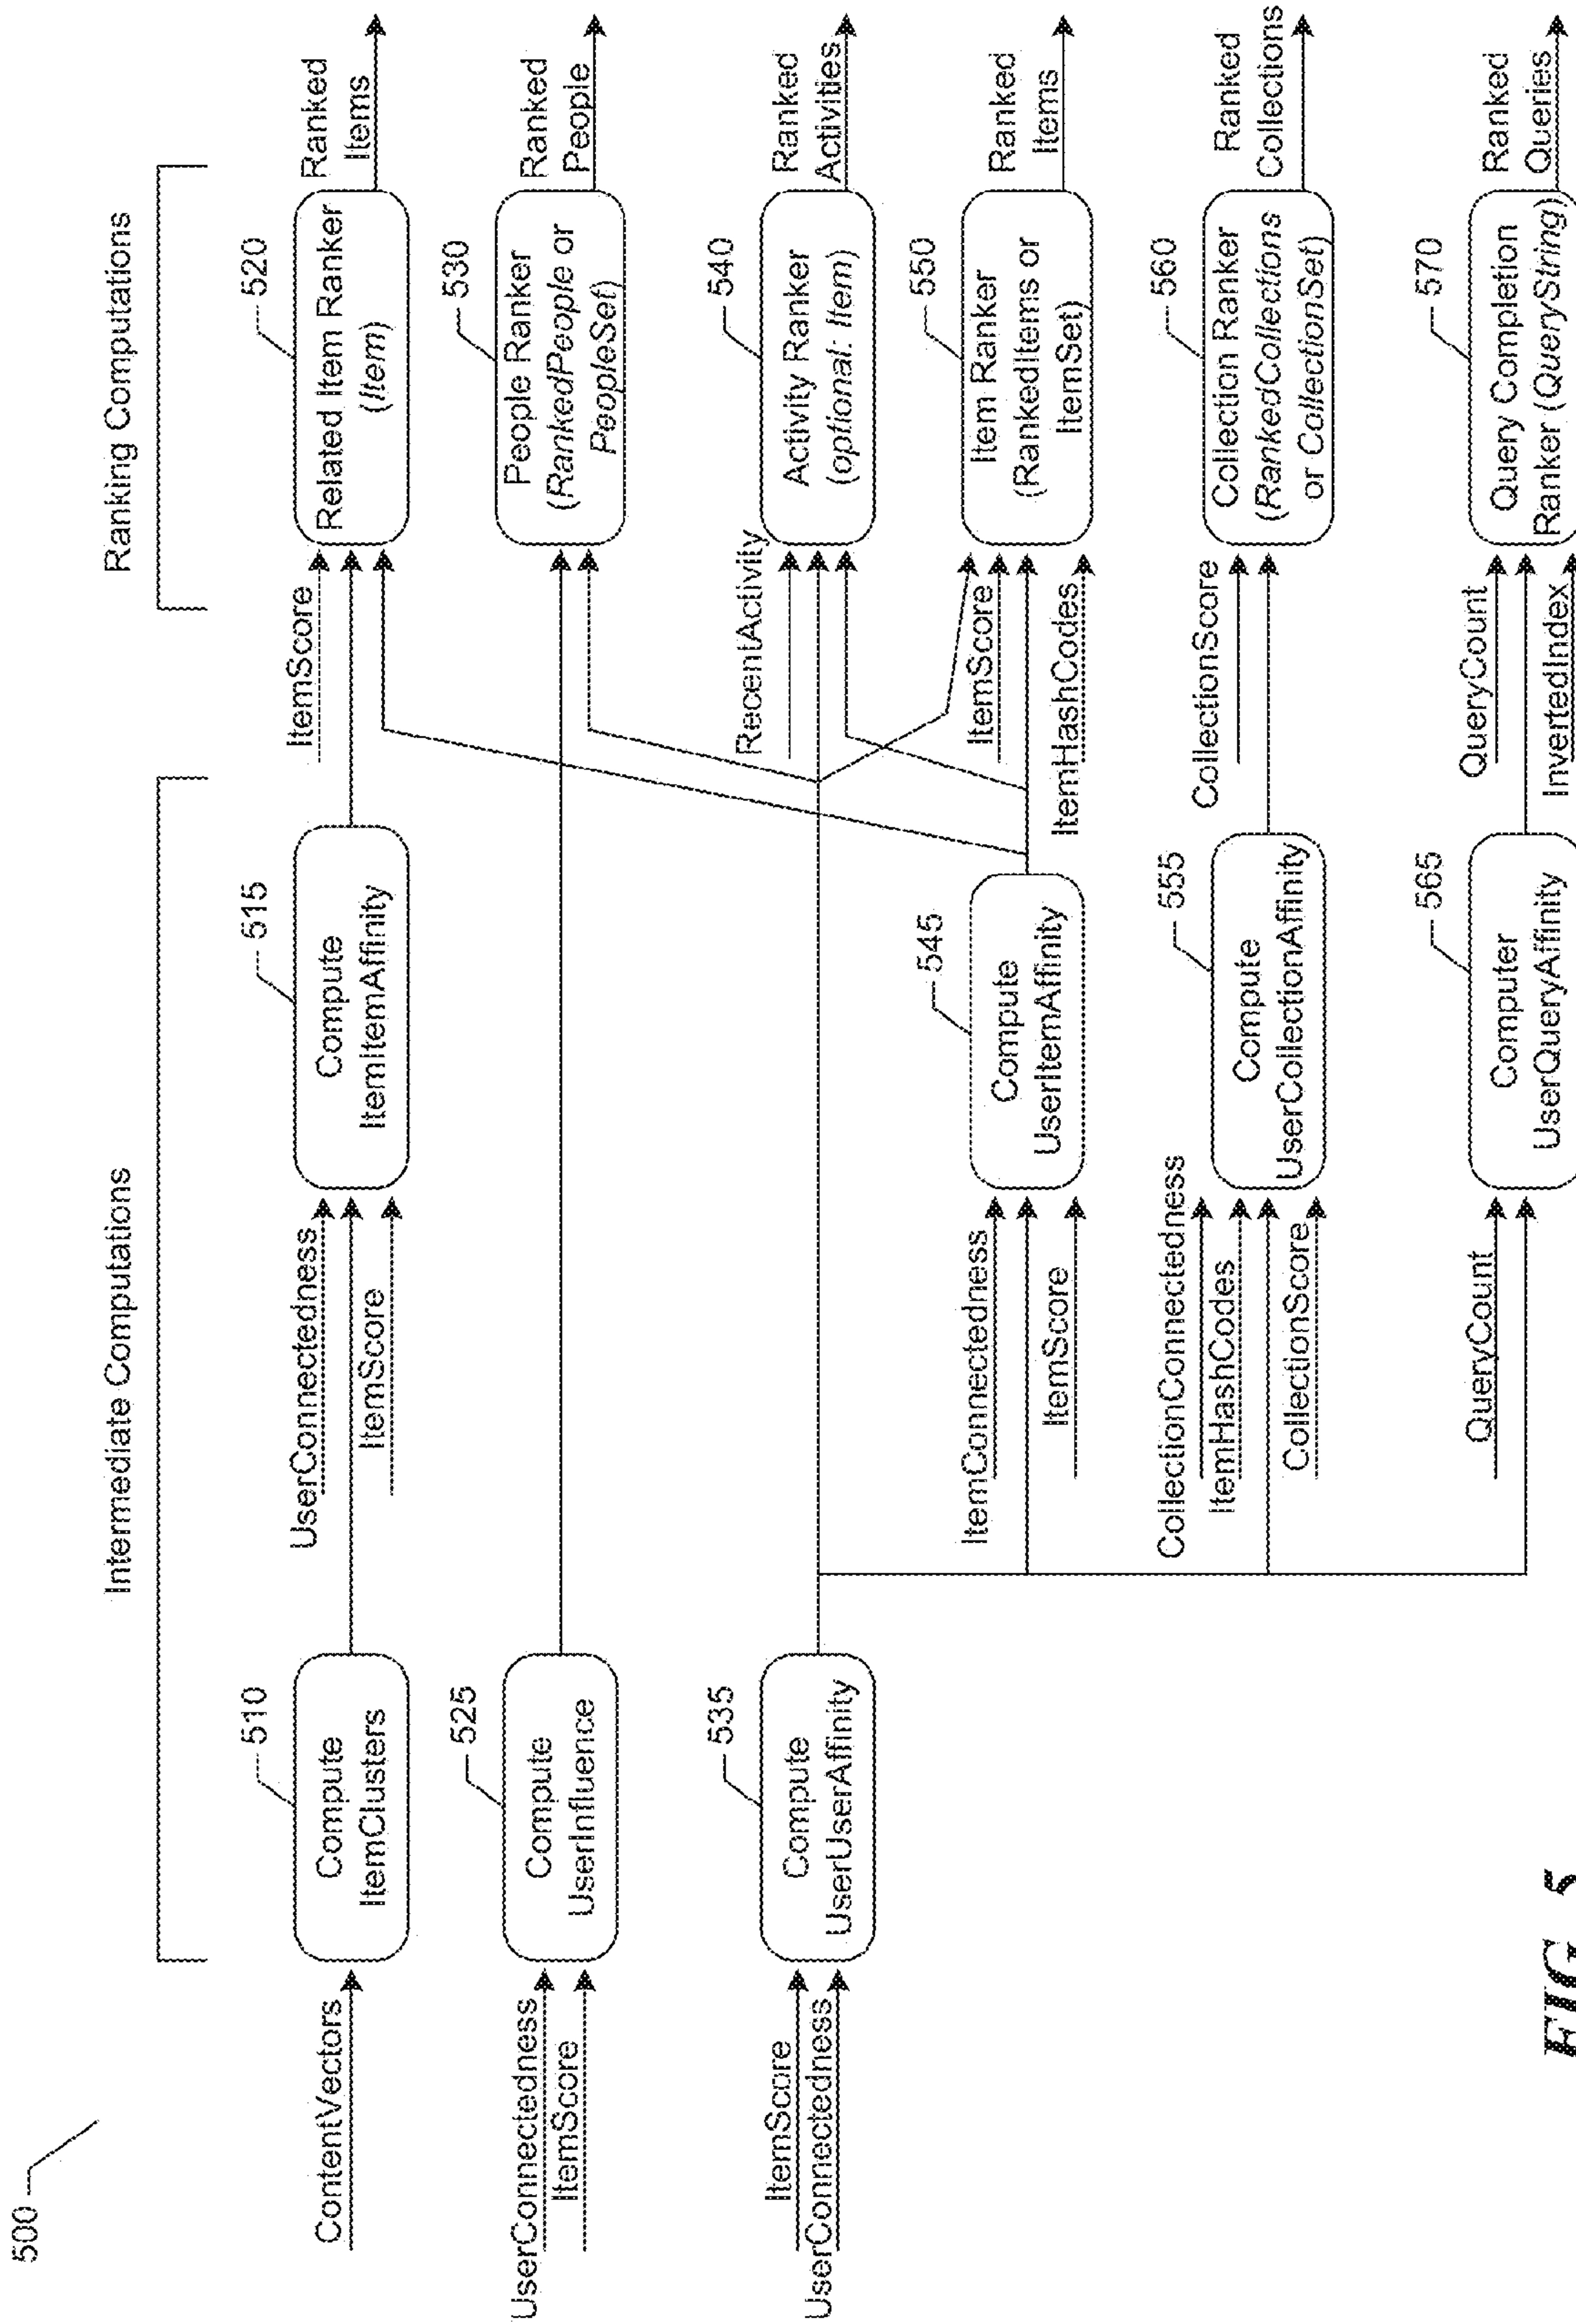 500
Intermediate Computations
Ranking Computations
ContentVectors
510
Compute
ItemClusters
UserConnectedness
ItemScore
515
Compute
ItemItemAffinity
ItemScore
520
Related Item Ranker
(Item)
Ranked
Items
UserConnectedness
ItemScore
525
Compute
UserInfluence
530
People Ranker
(RankedPeople or
PeopleSet)
Ranked
People
ItemScore
UserConnectedness
535
Compute
UserUserAffinity
RecentActivity
540
Activity Ranker
(optional: Item)
Ranked
Activities
ItemConnectedness
ItemScore
545
Compute
UserItemAffinity
ItemScore
ItemHashCodes
550
Item Ranker
(RankedItems or
ItemSet)
Ranked
Items
CollectionConnectedness
ItemHashCodes
CollectionScore
555
Compute
UserCollectionAffinity
CollectionScore
560
Collection Ranker
(RankedCollections
or CollectionSet)
Ranked
Collections
QueryCount
565
Computer
UserQueryAffinity
QueryCount
InvertedIndex
570
Query Completion
Ranker (QueryString)
Ranked
Queries
FIG. 5